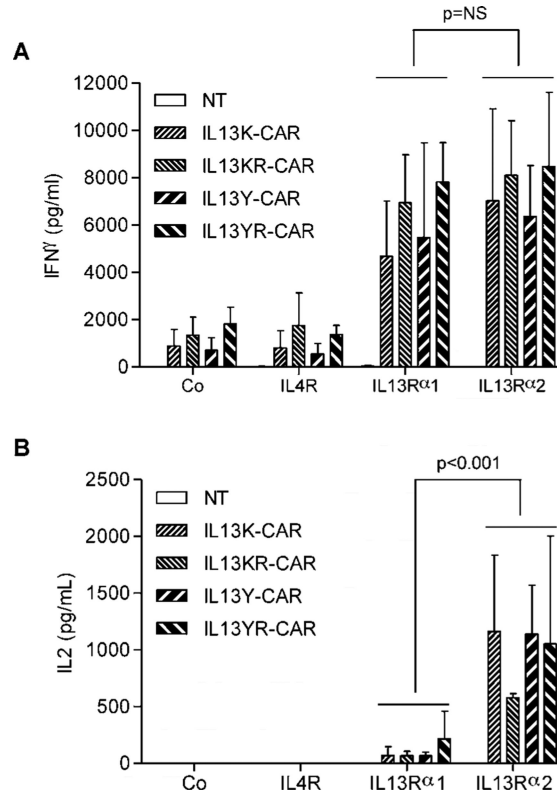 p=NS
A
12000
10000
8000
6000
4000
2000
0
IFNγ (pg/ml)
NT
IL13K-CAR
IL13KR-CAR
IL13Y-CAR
IL13YR-CAR
Co IL4R IL13Rα1 IL13Rα2
B
p<0.001
2500
2000
1500
1000
500
0
IL2 (pg/mL)
NT
IL13K-CAR
IL13KR-CAR
IL13Y-CAR
IL13YR-CAR
Co IL4R IL13Rα1 IL13Rα2